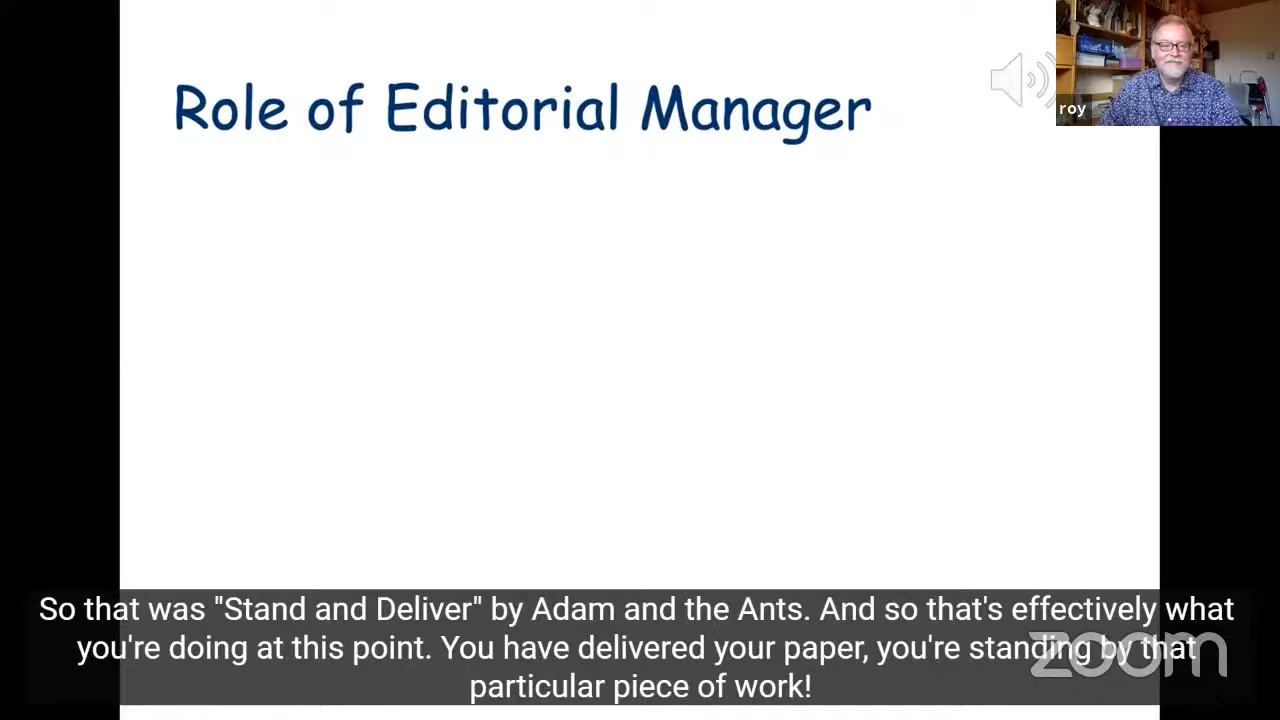 Role of Editorial Manager
roy
So that was "Stand and Deliver" by Adam and the Ants. And so that's effectively what
you're doing at this point. You have delivered your paper, you're standing by that
particular piece of work!
zoom